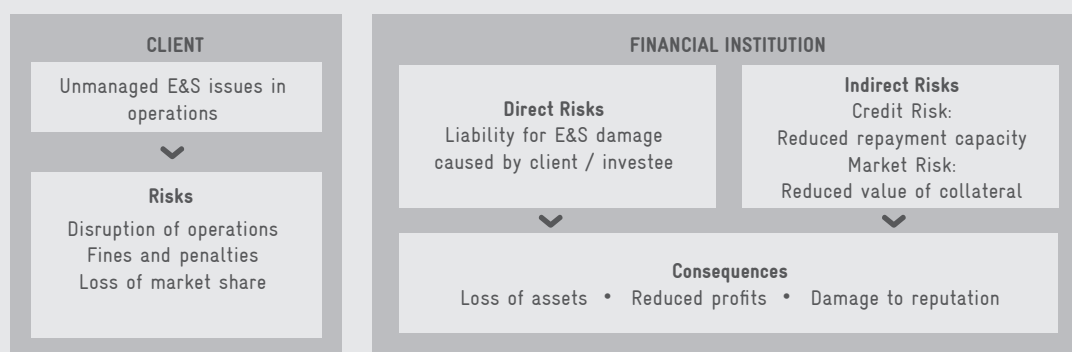 CLIENT
Unmanaged E&S issues in
operations
Risks
Disruption of operations
Fines and penalties
Loss of market share
FINANCIAL INSTITUTION
Direct Risks
Liability for E&S damage
caused by client / investee
Indirect Risks
Credit Risk:
Reduced repayment capacity
Market Risk:
Reduced value of collateral
Consequences
Loss of assets • Reduced profits • Damage to reputation